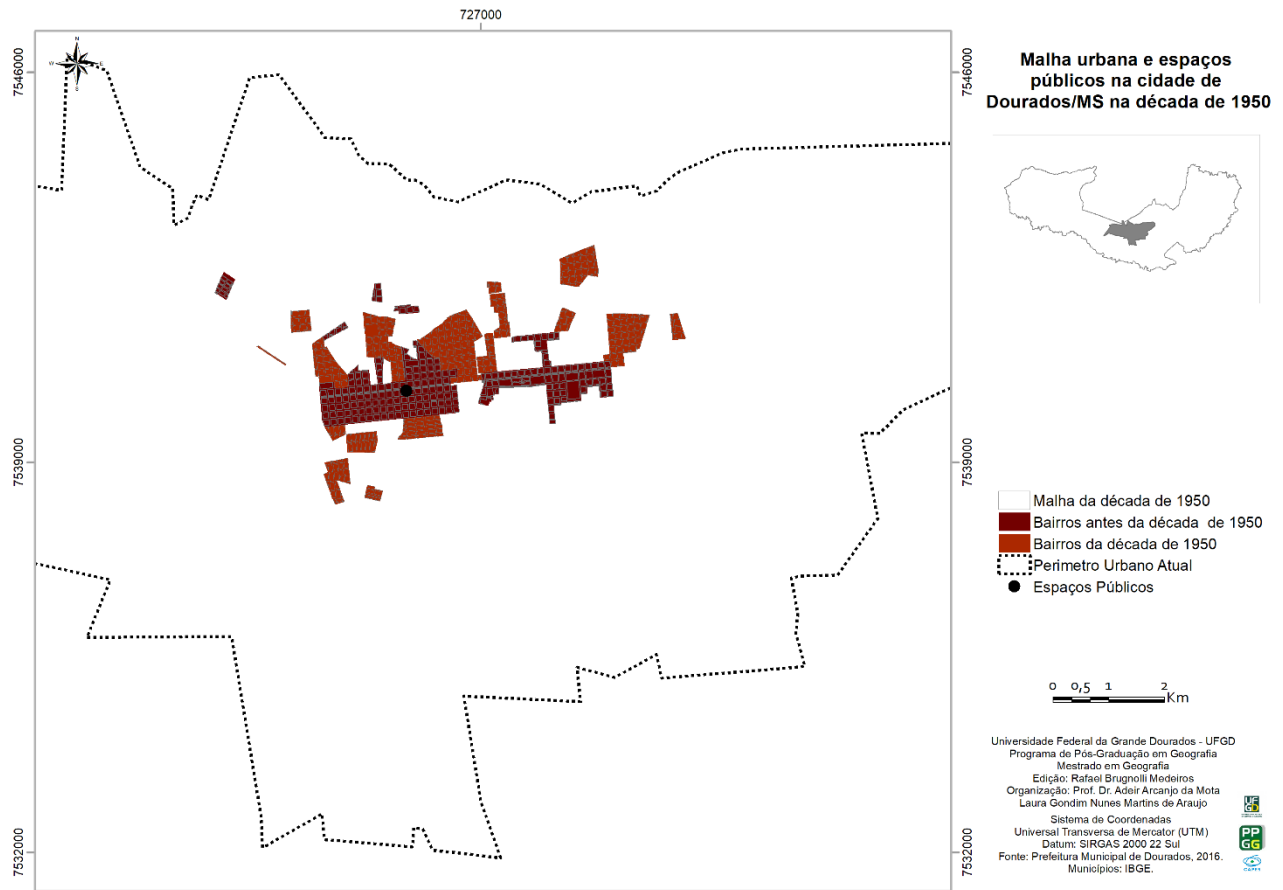 727000
N
W
E
S
7546000
7546000
7539000
7539000
7532000
7532000
Malha urbana e espaços
públicos na cidade de
Dourados/MS na década de 1950
Malha da década de 1950
Bairros antes da década de 1950
Bairros da década de 1950
Perimetro Urbano Atual
Espaços Públicos
0 0,5 1 2
Km
Universidade Federal da Grande Dourados - UFGD
Programa de Pós-Graduação em Geografia
Mestrado em Geografia
Edição: Rafael Brugnolli Medeiros
Organização: Prof. Dr. Adeir Arcanjo da Mota
Laura Gondim Nunes Martins de Araujo
Sistema de Coordenadas
Universal Transversa de Mercator (UTM)
Datum: SIRGAS 2000 22 Sul
Fonte: Prefeitura Municipal de Dourados, 2016.
Municípios: IBGE.
UF
GD
PP
GG
CAPES